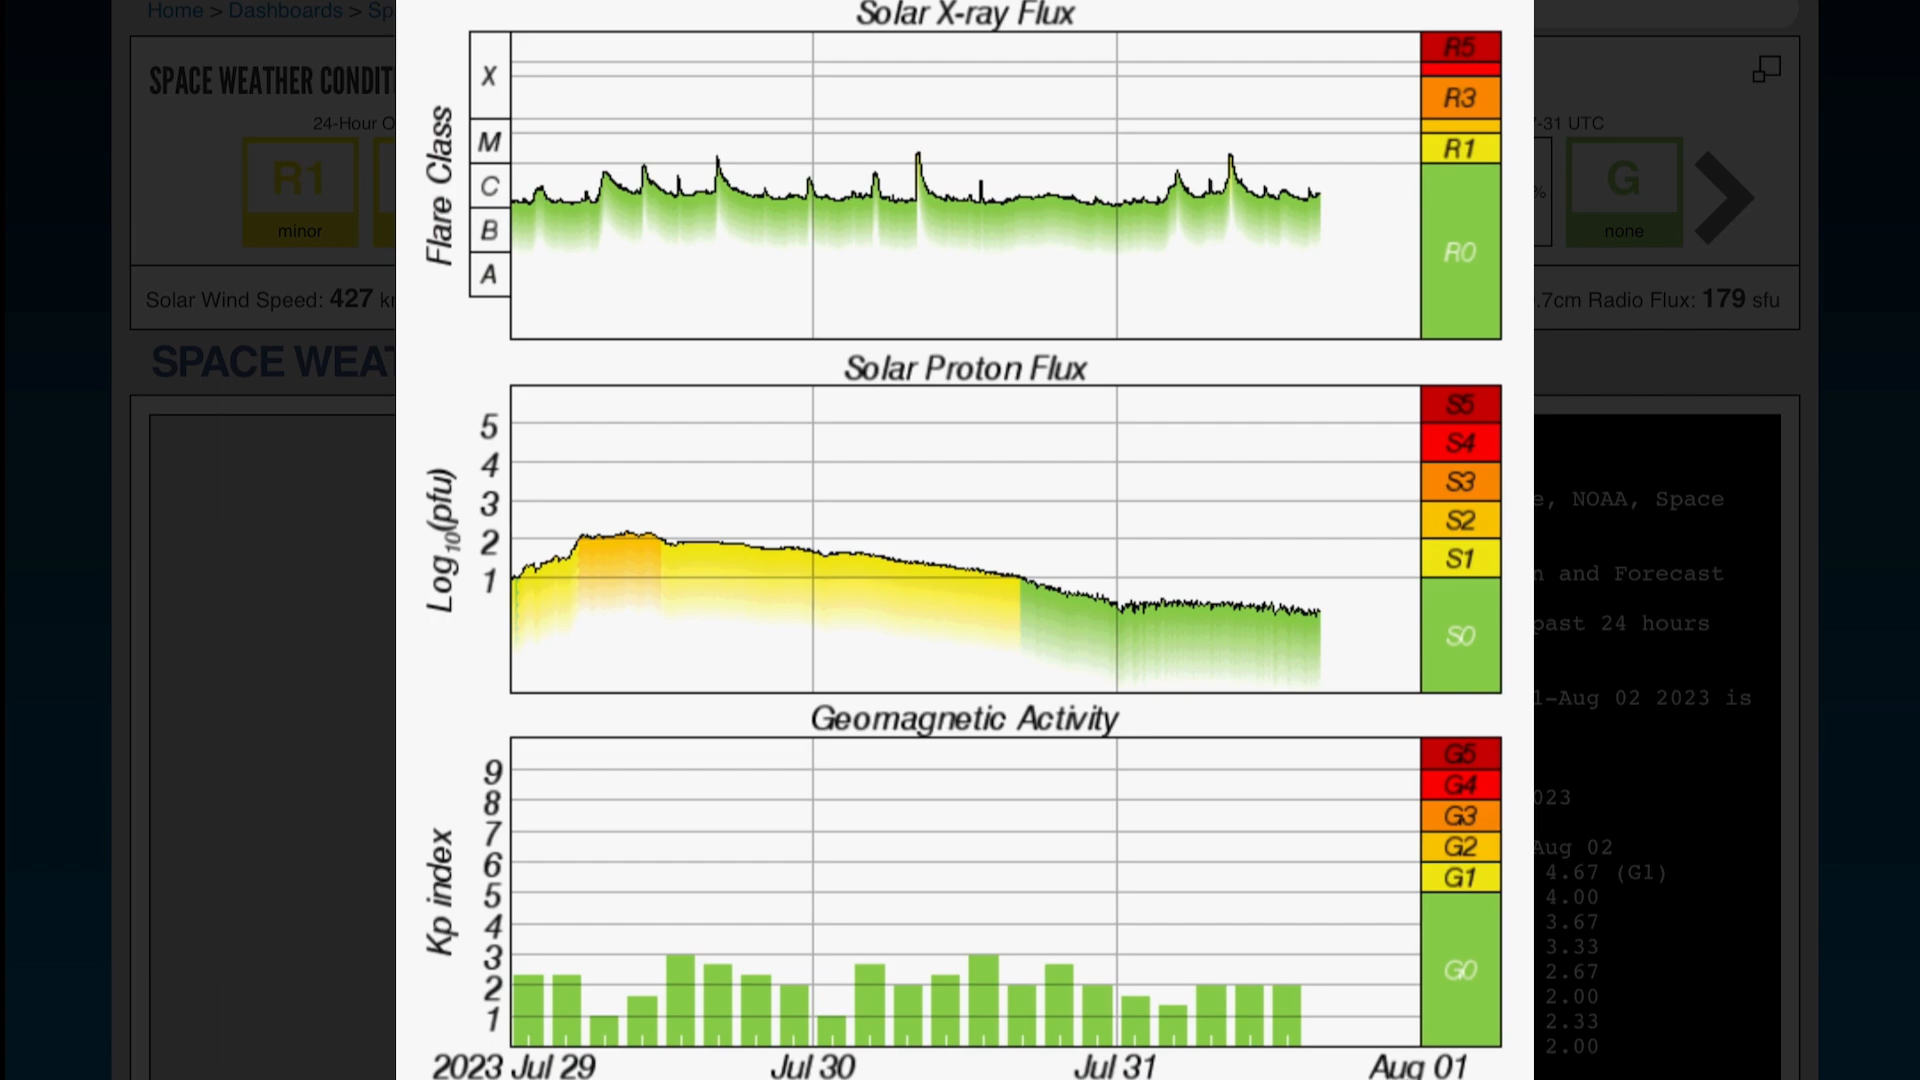 Home > Dashboards > Sp
Solar X-ray Flux
SPACE WEATHER CONDITI
24-Hour O
R1
minor
Flare Class
X
M
C
B
A
R5
R3
R1
R0
-31 UTC
%
G
none
Solar Wind Speed: 427 k
.7cm Radio Flux: 179 sfu
SPACE WEAT
Solar Proton Flux
Log10(pfu)
5
4
3
2
1
S5
S4
S3
S2
S1
S0
e, NOAA, Space
n and Forecast
past 24 hours
1-Aug 02 2023 is
Geomagnetic Activity
Kp index
9
8
7
6
5
4
3
2
1
G5
G4
G3
G2
G1
G0
023
Aug 02
4.67 (G1)
4.00
3.67
3.33
2.67
2.00
2.33
2.00
2023 Jul 29
Jul 30
Jul 31
Aug 01